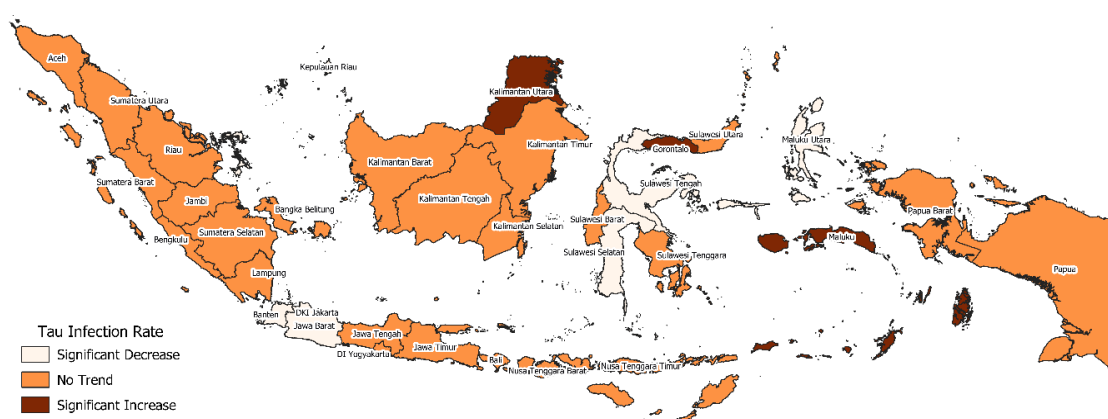 Aceh
Kepulauan Riau
Kalimantan Utara
Sumatera Utara
Sulawesi Utara
Maluku Utara
Kalimantan Timur
Gorontalo
Riau
Kalimantan Barat
Sumatera Barat
Sulawesi Tengah
Jambi
Kalimantan Tengah
Bangka Belitung
Papua Barat
Sulawesi Barat
Kalimantan Selatan
Sumatera Selatan
Bengkulu
Maluku
Sulawesi Selatan
Sulawesi Tenggara
Lampung
Papua
Banten
DKI Jakarta
Jawa Barat
Jawa Tengah
Jawa Timur
DI Yogyakarta
Bali
Nusa Tenggara Barat
Nusa Tenggara Timur
Tau Infection Rate
Significant Decrease
No Trend
Significant Increase